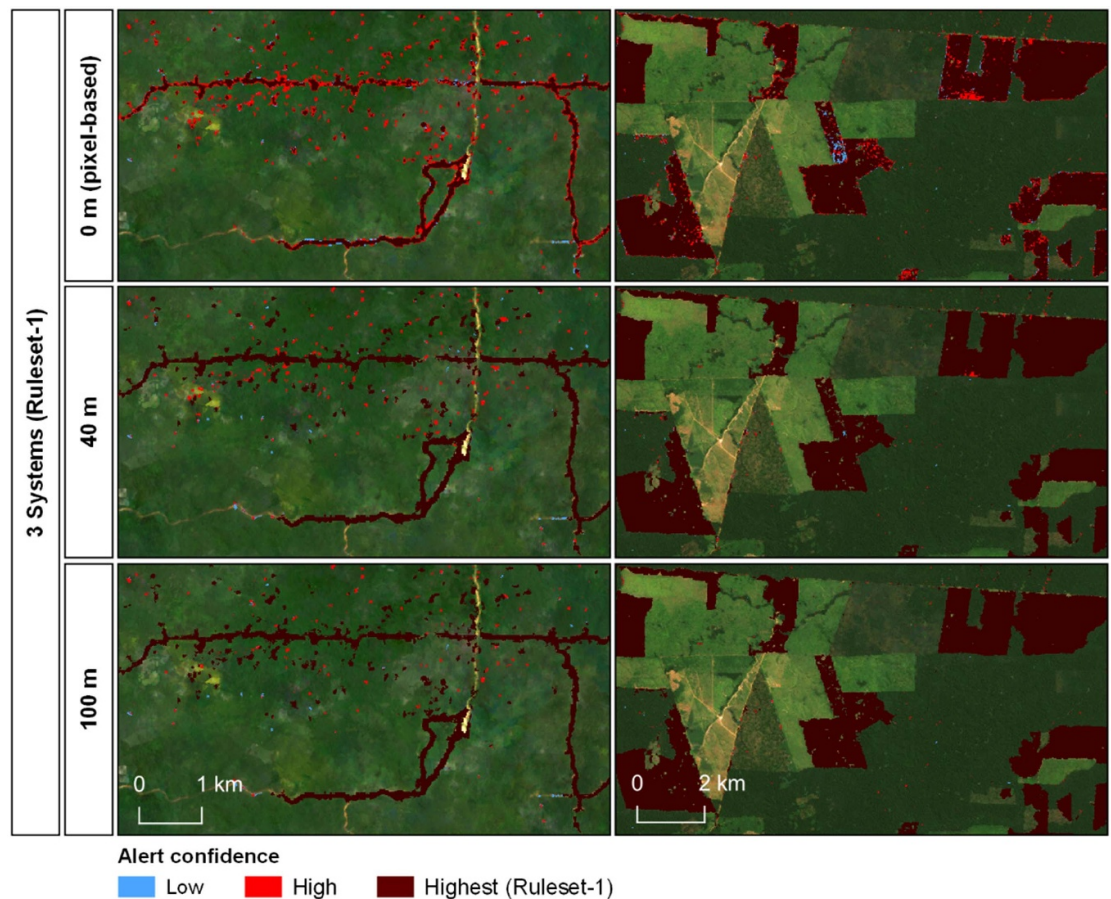 3 Systems (Ruleset-1)
0 m (pixel-based)
40 m
100 m
0 1 km
0 2 km
Alert confidence
Low High Highest (Ruleset-1)